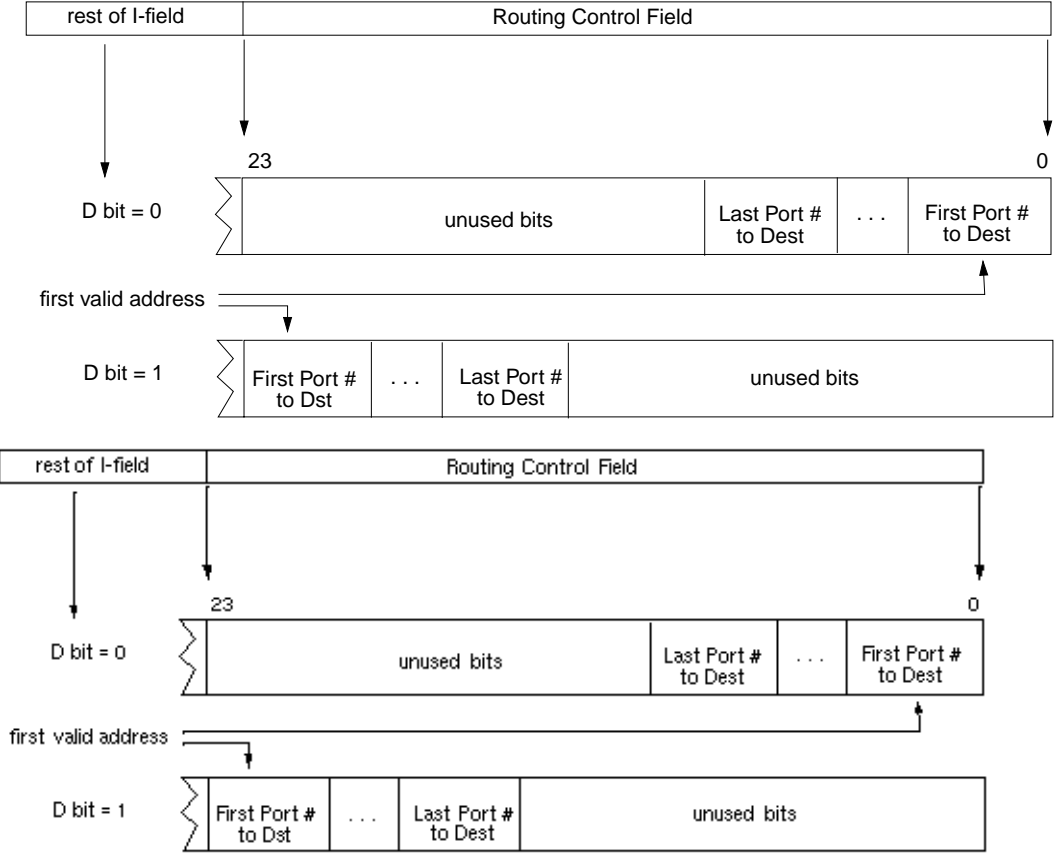 rest of I-field Routing Control Field
23 0
D bit = 0 unused bits Last Port # . . . First Port #
to Dest to Dest
first valid address
D bit = 1 First Port # . . . Last Port # unused bits
to Dst to Dest
rest of I-field Routing Control Field
23 0
D bit = 0 unused bits Last Port # . . . First Port #
to Dest to Dest
first valid address
D bit = 1 First Port # . . . Last Port # unused bits
to Dst to Dest